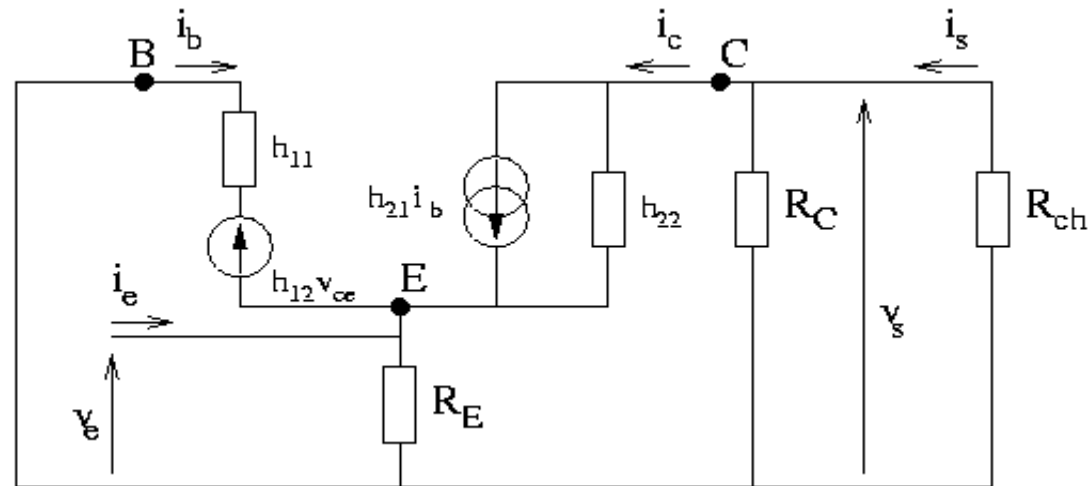 i_b
B
i_c
C
i_s
h_11
h_21 i_b
h_22
R_C
R_ch
h_12 v_ce
E
i_e
v_s
v_e
R_E